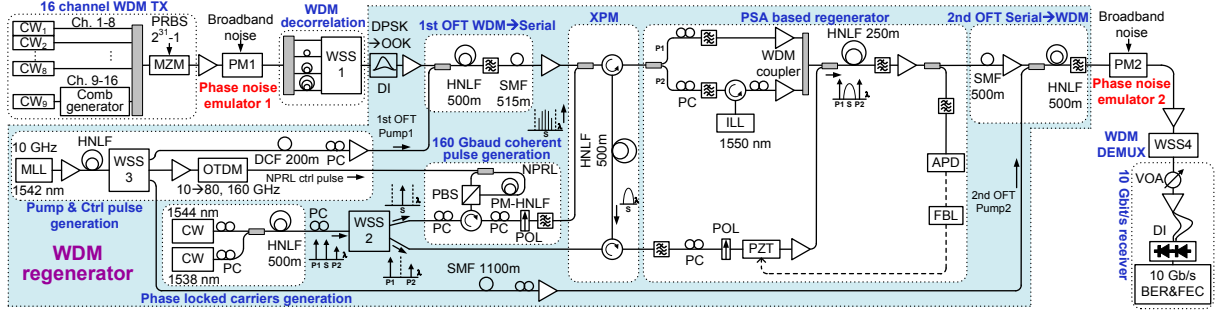 16 channel WDM TX
CW1
Ch. 1-8
CW2
CW8
Ch. 9-16
CW9
Comb generator
PRBS
2^31-1
MZM
Broadband noise
PM1
Phase noise emulator 1
WDM decorrelation
WSS 1
DPSK →OOK
DI
1st OFT WDM→Serial
HNLF 500m
SMF 515m
1st OFT Pump1
S
λ
XPM
HNLF 500m
S
λ
PSA based regenerator
P1
P2
PC
WDM coupler
ILL
1550 nm
HNLF 250m
λ
P1 S P2
APD
FBL
POL
PC
PZT
2nd OFT Serial→WDM
SMF 500m
HNLF 500m
2nd OFT Pump2
Broadband noise
PM2
Phase noise emulator 2
WDM DEMUX
WSS4
VOA
DI
10 Gb/s BER&FEC
10 Gbit/s receiver
10 GHz
MLL
1542 nm
HNLF
WSS 3
DCF 200m
PC
OTDM
10→80, 160 GHz
NPRL ctrl pulse
Pump & Ctrl pulse generation
160 Gbaud coherent pulse generation
NPRL
PBS
PM-HNLF
PC
PC
POL
1544 nm
CW
CW
PC
1538 nm
HNLF 500m
PC
λ
P1 S P2
WSS 2
λ
S
λ
P1 P2
SMF 1100m
WDM regenerator
Phase locked carriers generation